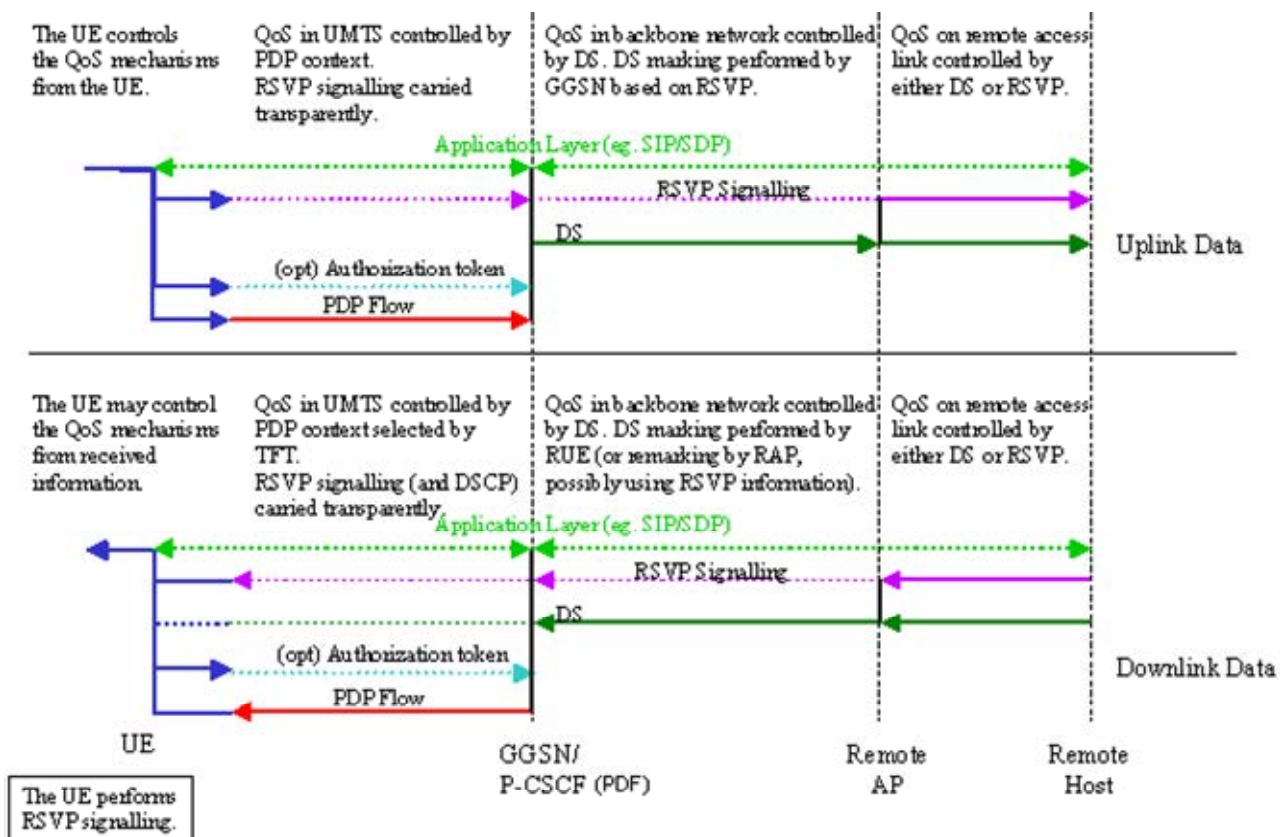 The UE controls
the QoS mechanisms
from the UE.
QoS in UMTS controlled by
PDP context.
RSVP signalling carried
transparently.
QoS in backbone network controlled
by DS. DS marking performed by
GGSN based on RSVP.
QoS on remote access
link controlled by
either DS or RSVP.
Application Layer (eg. SIP/SDP)
RSVP Signalling
DS
Uplink Data
(opt) Authorization token
PDP Flow
The UE may control
the QoS mechanisms
from received
information.
QoS in UMTS controlled by
PDP context selected by
TFT.
RSVP signalling (and DSCP)
carried transparently.
QoS in backbone network controlled
by DS. DS marking performed by
RUE (or remarking by RAP,
possibly using RSVP information).
QoS on remote access
link controlled by
either DS or RSVP.
Application Layer (eg. SIP/SDP)
RSVP Signalling
DS
(opt) Authorization token
Downlink Data
PDP Flow
UE
GGSN/
P-CSCF (PDF)
Remote
AP
Remote
Host
The UE performs
RSVP signalling.